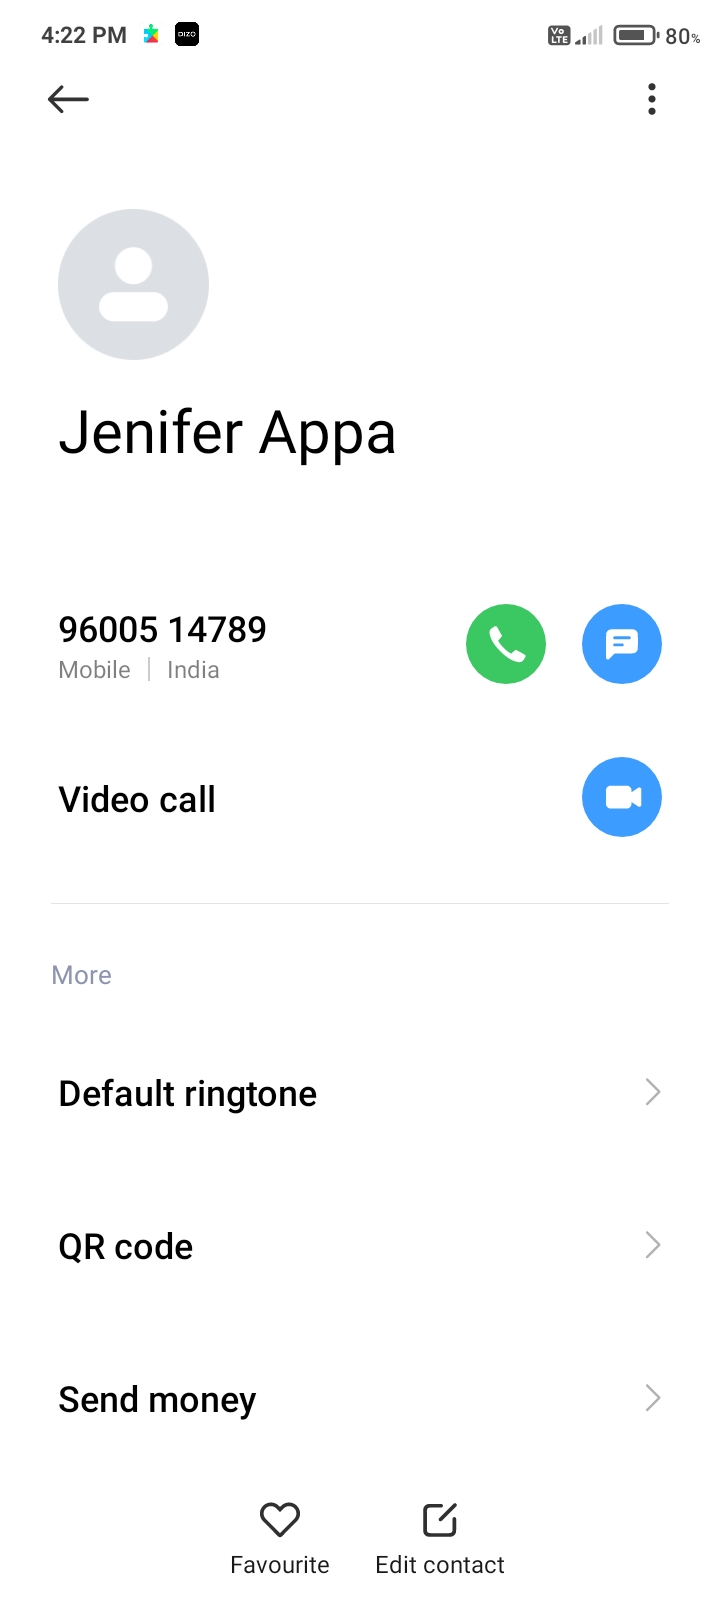 4:22 PM DIZO Vo LTE 80%
Jenifer Appa
96005 14789
Mobile | India
Video call
More
Default ringtone
QR code
Send money
Favourite Edit contact